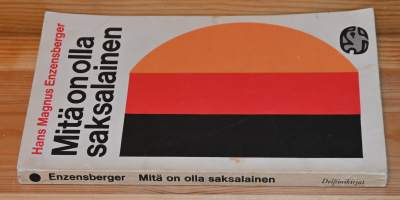 Hans Magnus Enzensberger
Mitä on olla
saksalainen
Enzensberger Mitä on olla saksalainen Delfiinikirjat